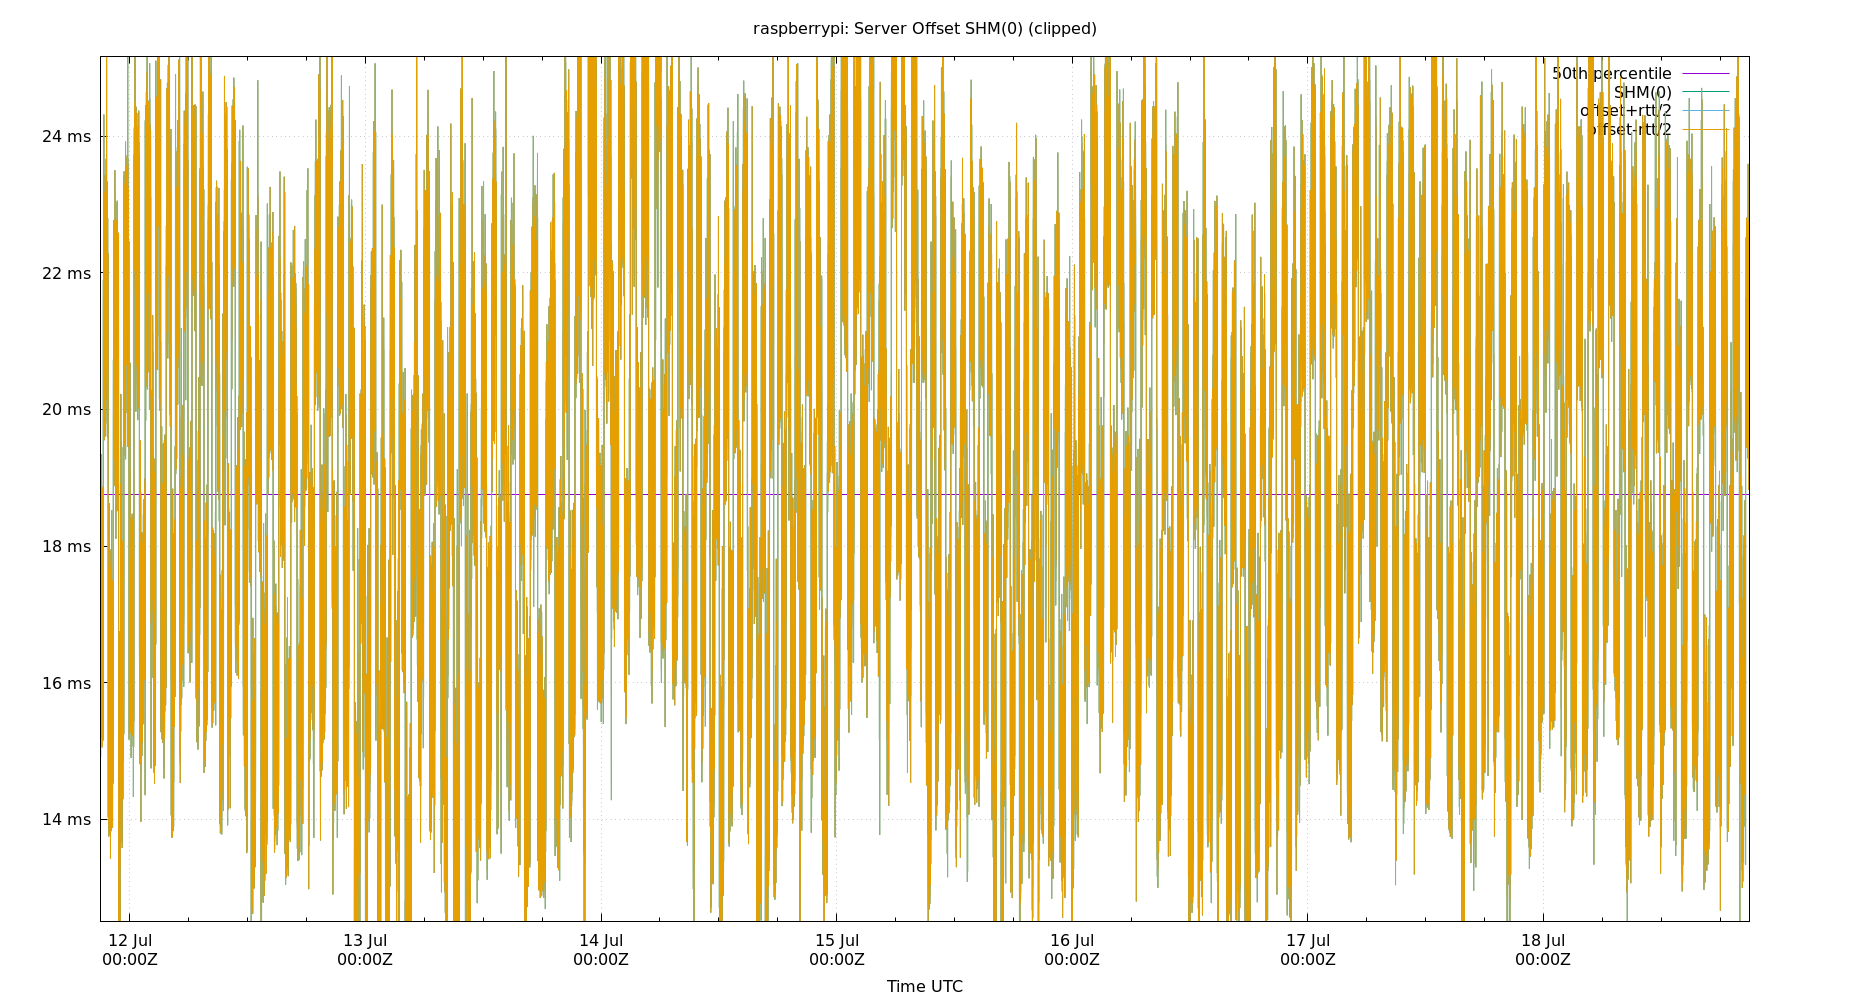 raspberrypi: Server Offset SHM(0) (clipped)
50th percentile
SHM(0)
offset+rtt/2
offset-rtt/2
24 ms
22 ms
20 ms
18 ms
16 ms
14 ms
12 Jul 13 Jul 14 Jul 15 Jul 16 Jul 17 Jul 18 Jul
00:00Z 00:00Z 00:00Z 00:00Z 00:00Z 00:00Z 00:00Z
Time UTC